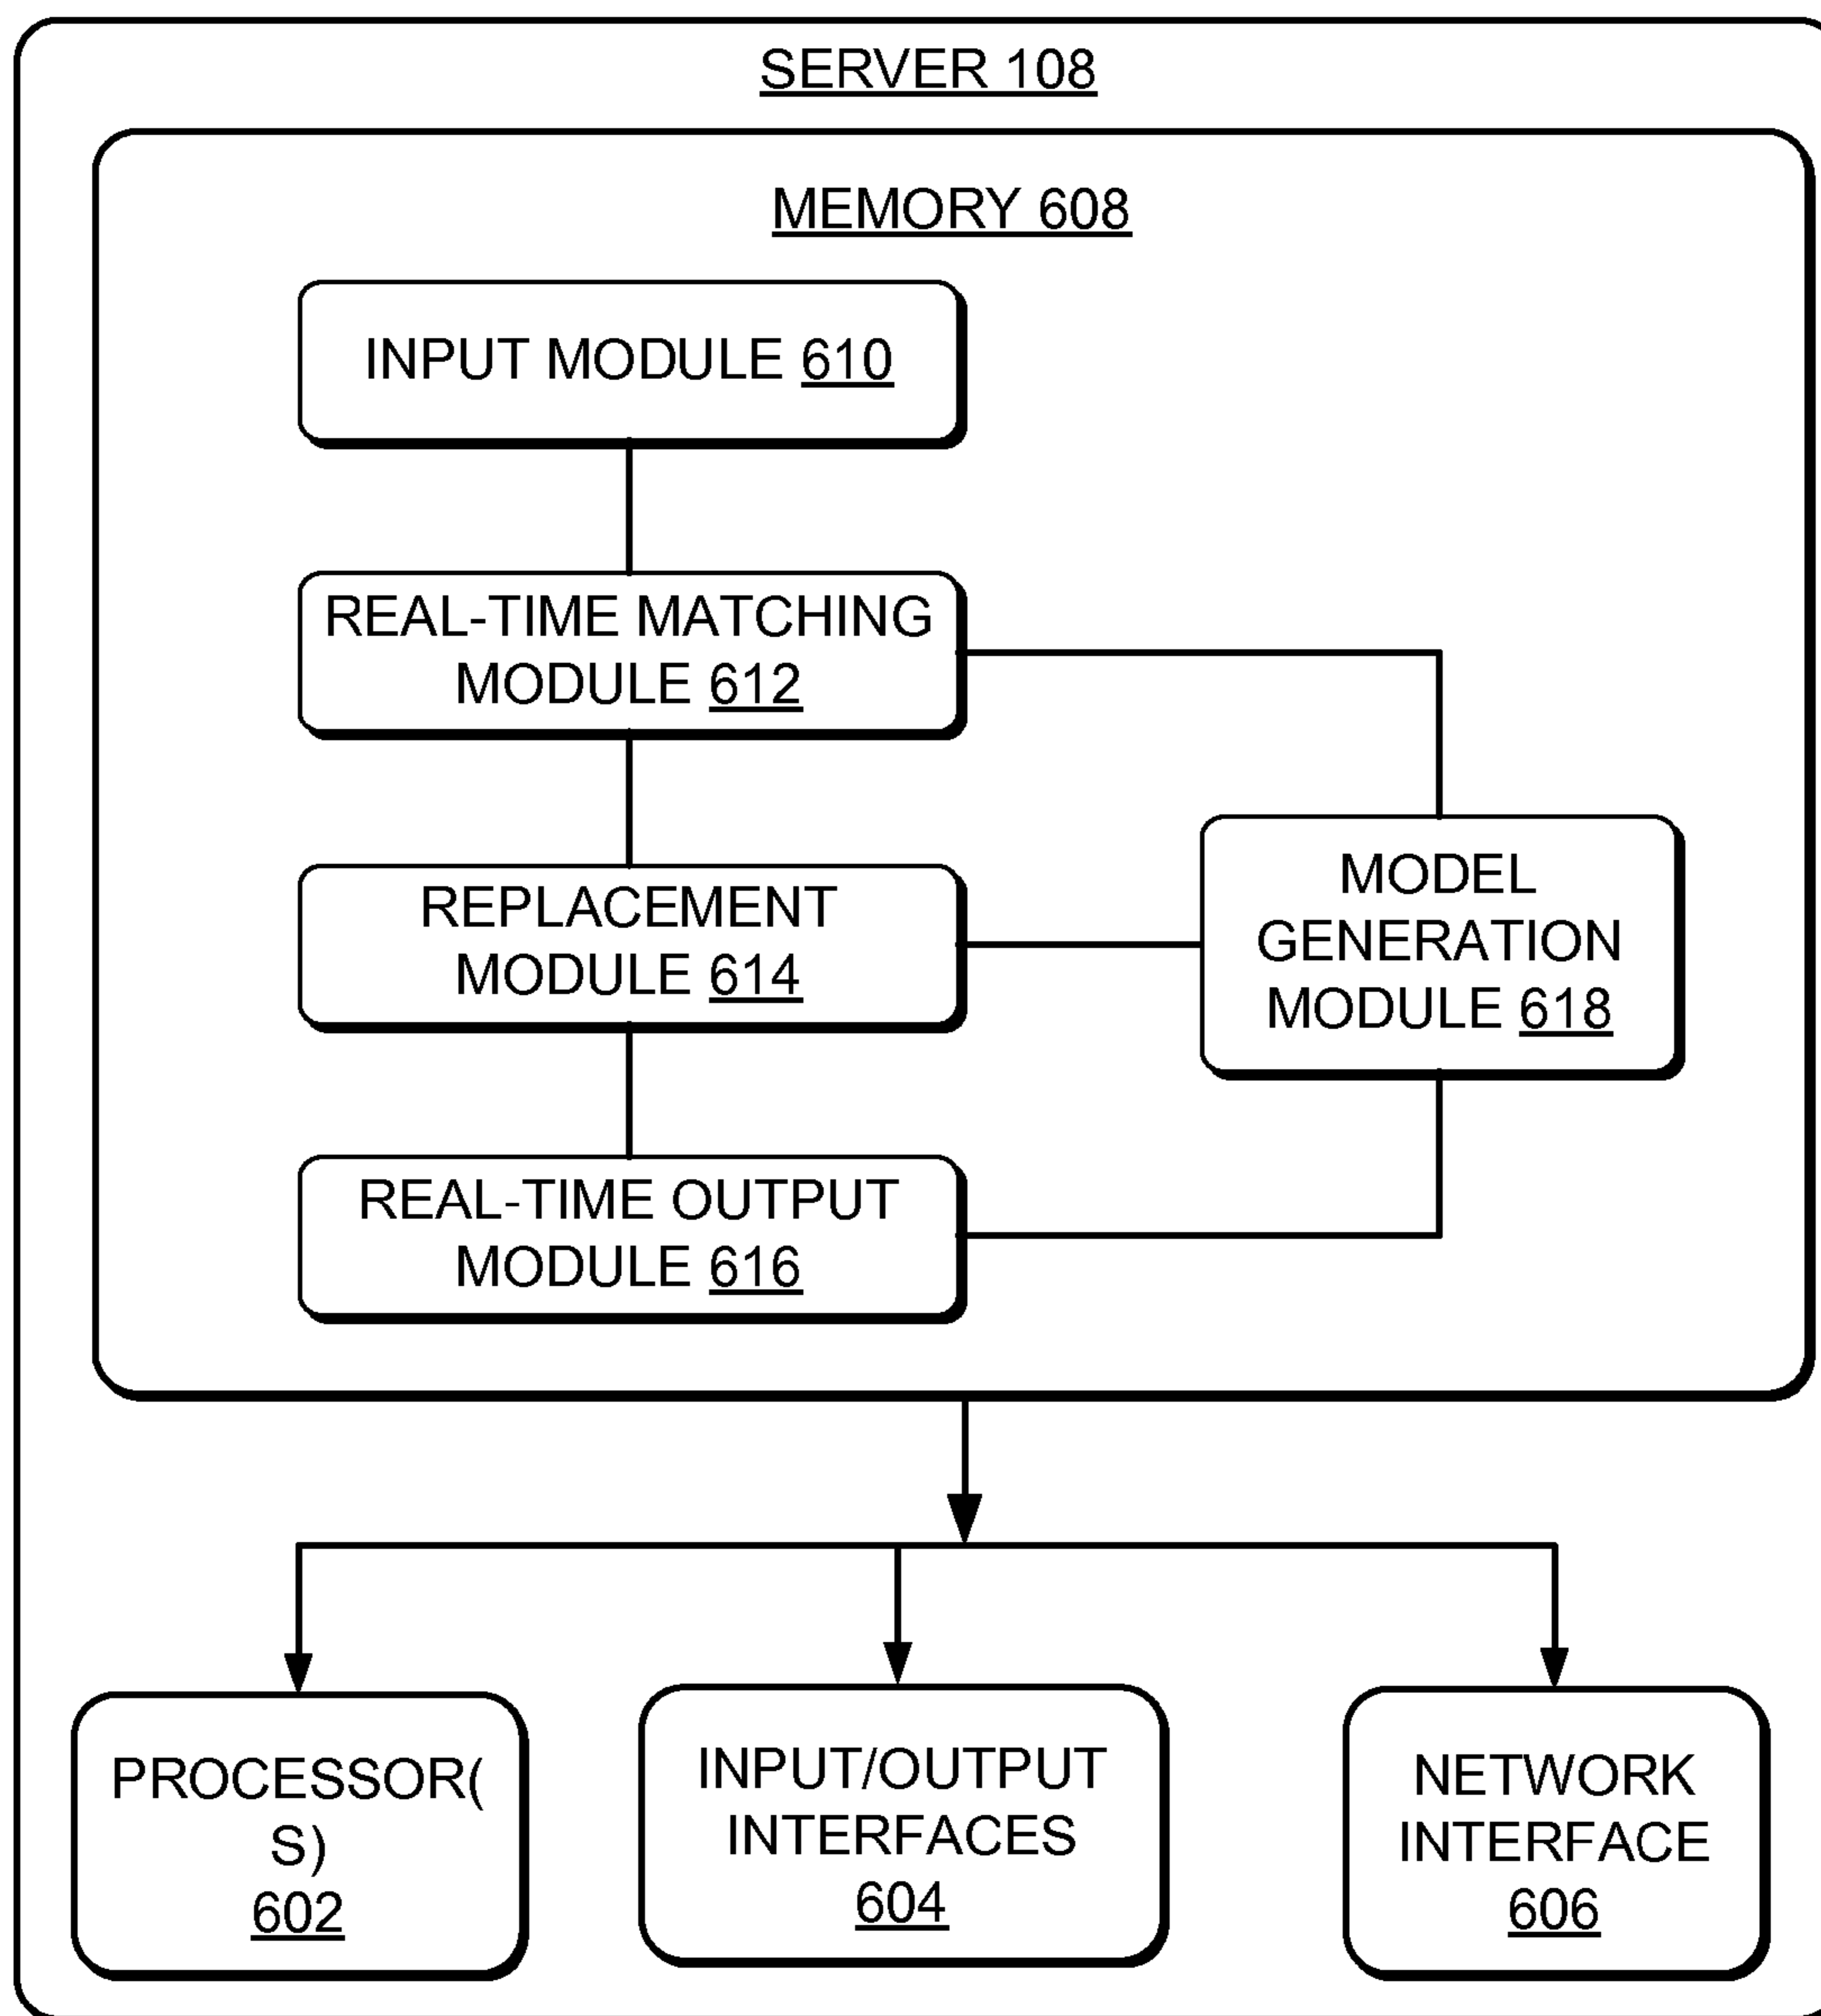 SERVER 108
MEMORY 608
INPUT MODULE 610
REAL-TIME MATCHING
MODULE 612
REPLACEMENT
MODULE 614
MODEL
GENERATION
MODULE 618
REAL-TIME OUTPUT
MODULE 616
PROCESSOR(
S)
602
INPUT/OUTPUT
INTERFACES
604
NETWORK
INTERFACE
606